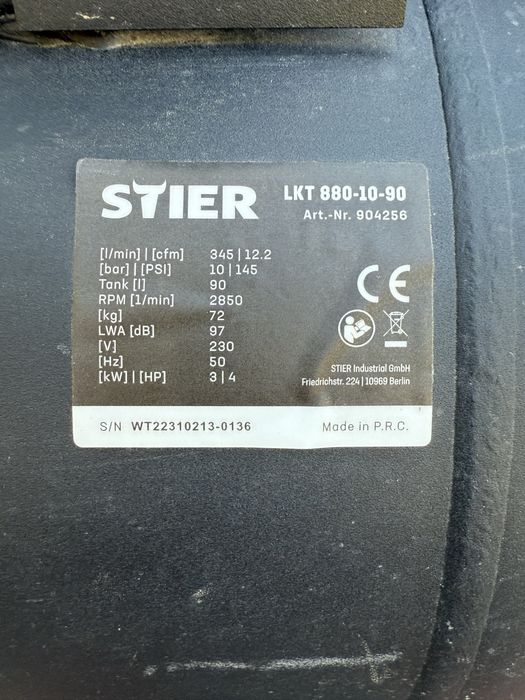 STIER
LKT 880-10-90
Art.-Nr. 904256
[l/min] | [cfm] 345 | 12.2
[bar] | [PSI] 10 | 145
Tank [l] 90
RPM [1/min] 2850
[kg] 72
LWA [dB] 97
[V] 230
[Hz] 50
[kW] | [HP] 3 | 4
CE
STIER Industrial GmbH
Friedrichstr. 224 | 10969 Berlin
S/N WT22310213-0136
Made in P.R.C.